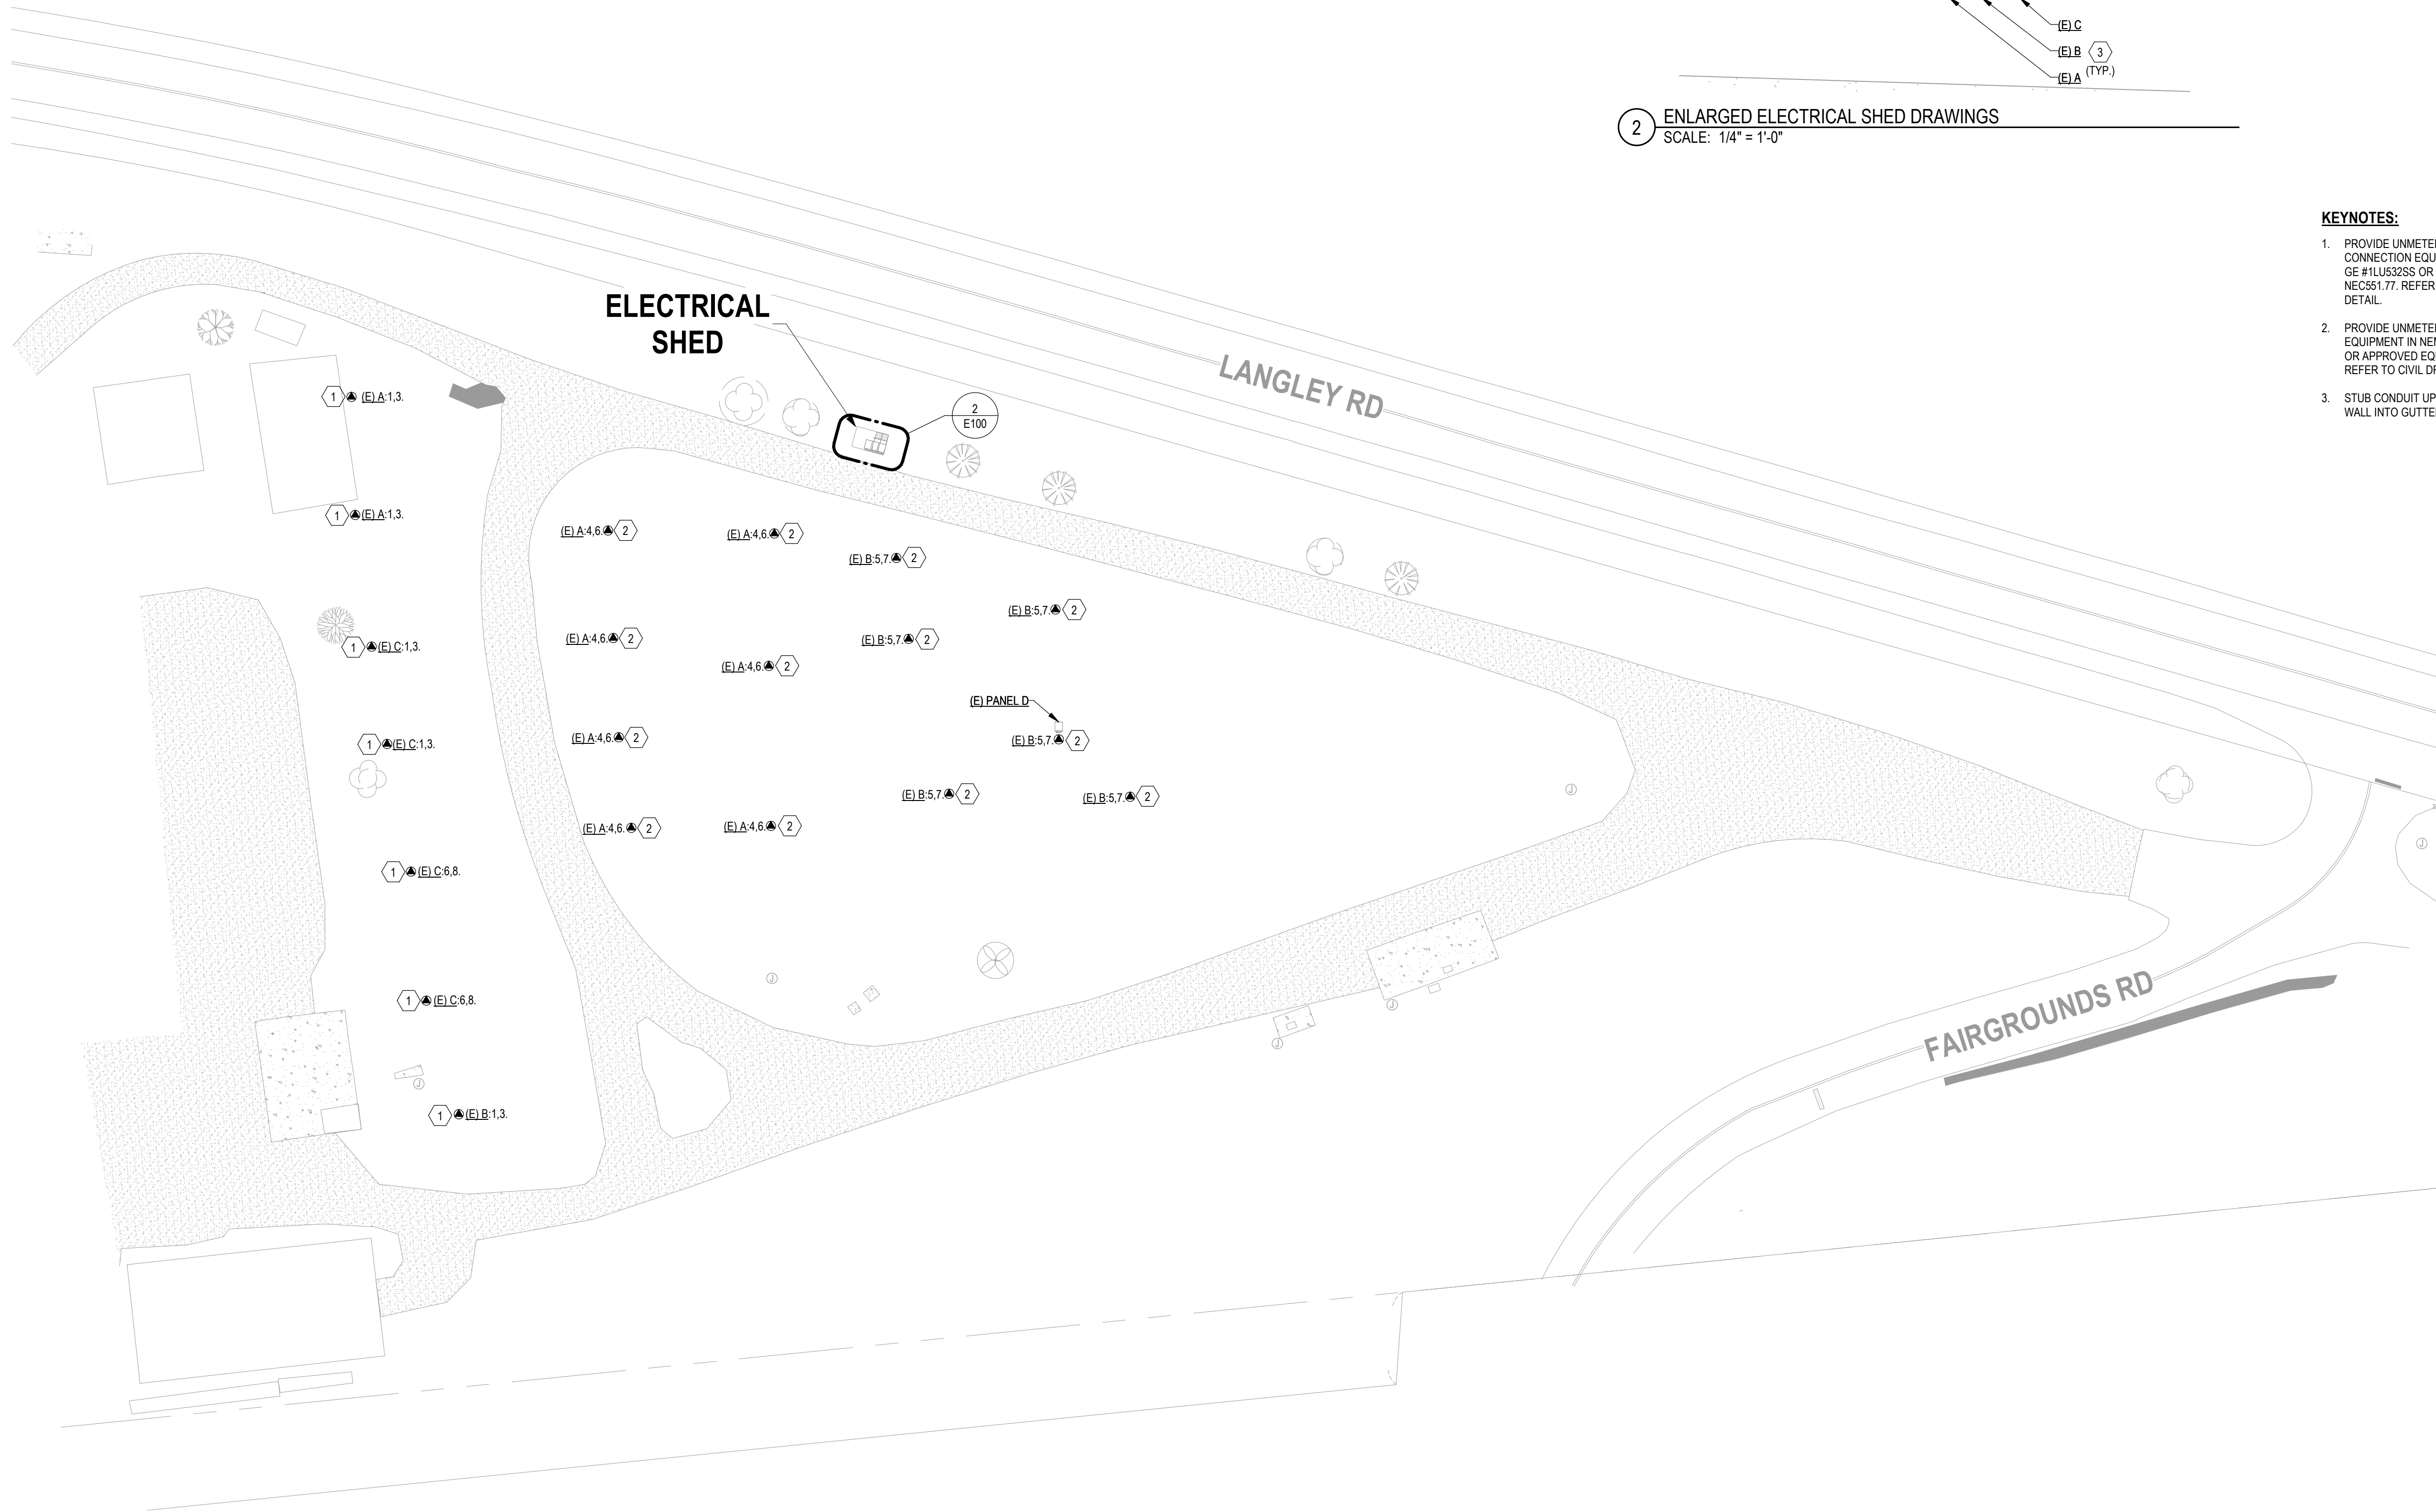 (E) C
(E) B 3
(E) A (TYP.)
2 ENLARGED ELECTRICAL SHED DRAWINGS
SCALE: 1/4" = 1'-0"
KEYNOTES:
1. PROVIDE UNMETE
CONNECTION EQU
GE #1LU532SS OR
NEC551.77. REFER
DETAIL.
2. PROVIDE UNMETE
EQUIPMENT IN NE
OR APPROVED EQ
REFER TO CIVIL D
3. STUB CONDUIT UP
WALL INTO GUTTE
ELECTRICAL
SHED
LANGLEY RD
2
E100
1 (E) A:1,3.
1 (E) A:1,3.
(E) A:4,6. 2
(E) A:4,6. 2
(E) B:5,7. 2
(E) B:5,7. 2
(E) A:4,6. 2
(E) B:5,7. 2
1 (E) C:1,3.
(E) A:4,6. 2
(E) PANEL D
(E) A:4,6. 2
(E) B:5,7. 2
1 (E) C:1,3.
(E) B:5,7. 2
(E) B:5,7. 2
J
(E) A:4,6. 2
(E) A:4,6. 2
J
1 (E) C:6,8.
J
1 (E) C:6,8.
J
J
FAIRGROUNDS RD
J
1 (E) B:1,3.